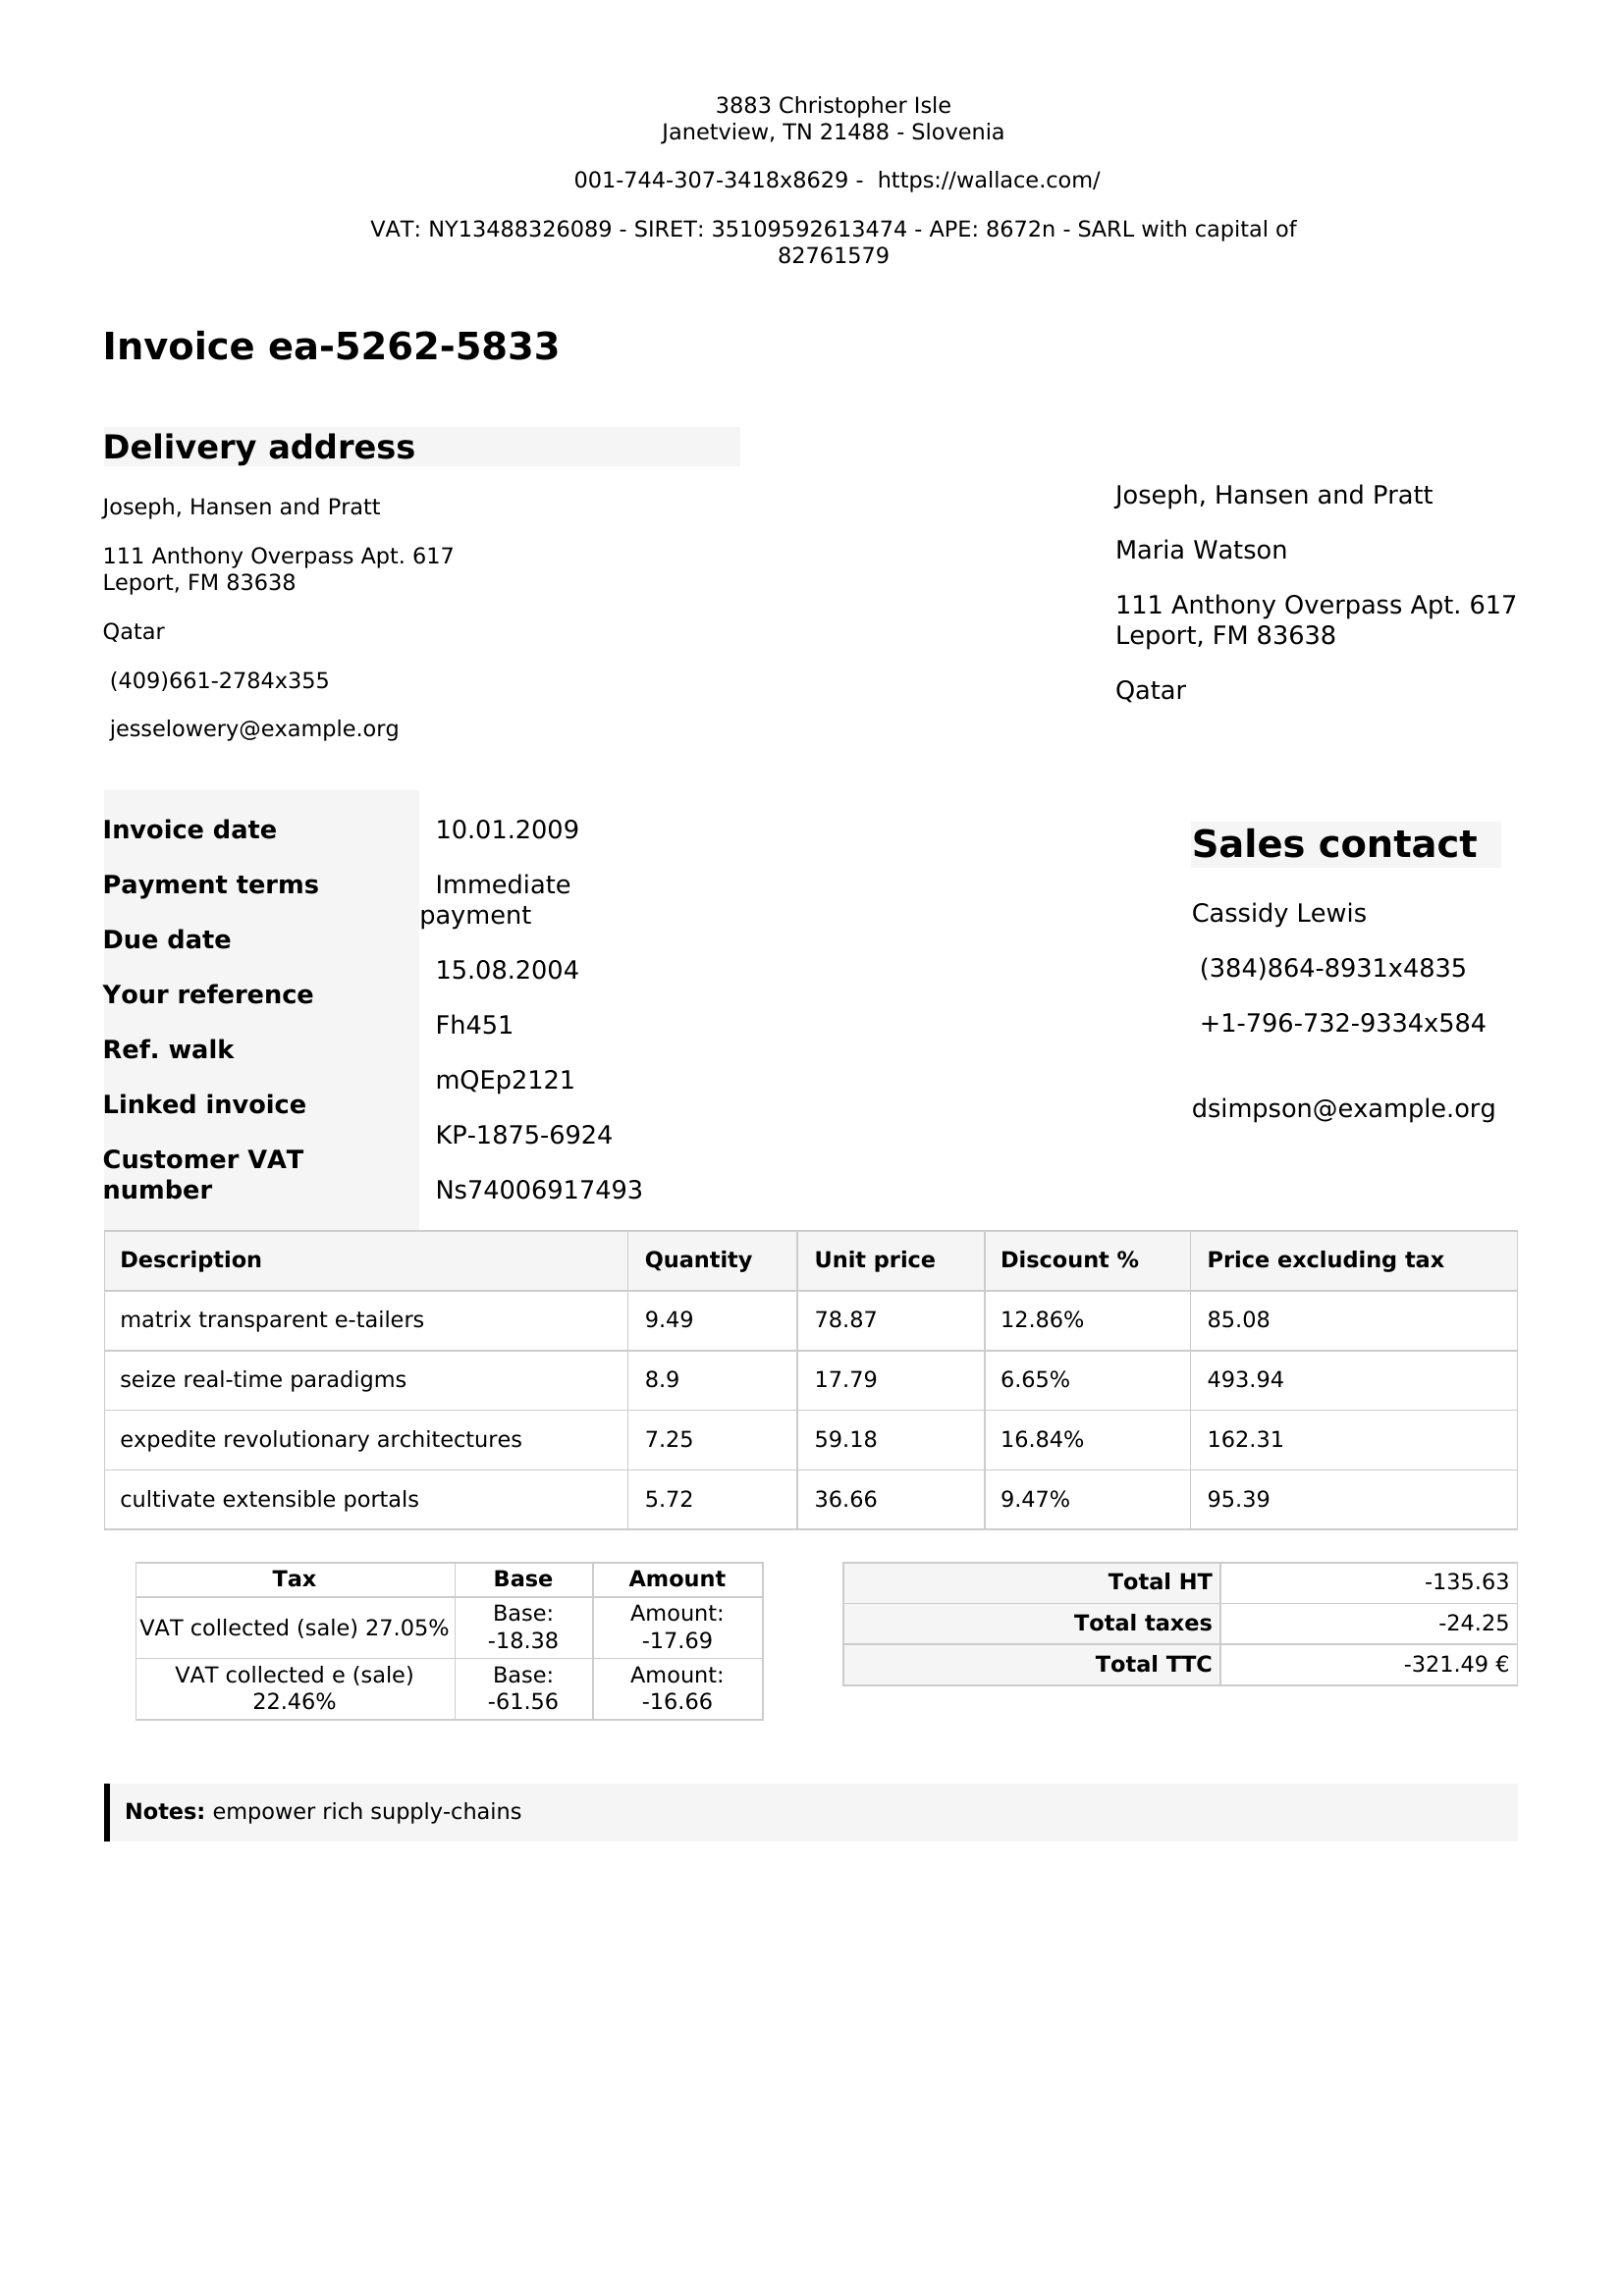 3883 Christopher Isle
Janetview, TN 21488 - Slovenia
001-744-307-3418x8629 -  https://wallace.com/
VAT: NY13488326089 - SIRET: 35109592613474 - APE: 8672n - SARL with capital of
82761579
Invoice ea-5262-5833
Delivery address
Joseph, Hansen and Pratt
111 Anthony Overpass Apt. 617
Leport, FM 83638
Qatar
(409)661-2784x355
jesselowery@example.org
Joseph, Hansen and Pratt
Maria Watson
111 Anthony Overpass Apt. 617
Leport, FM 83638
Qatar
Invoice date
Payment terms
Due date
Your reference
Ref. walk
Linked invoice
Customer VAT
number
10.01.2009
Immediate
payment
15.08.2004
Fh451
mQEp2121
KP-1875-6924
Ns74006917493
Sales contact
Cassidy Lewis
(384)864-8931x4835
+1-796-732-9334x584
dsimpson@example.org
Description Quantity Unit price Discount % Price excluding tax
matrix transparent e-tailers 9.49 78.87 12.86% 85.08
seize real-time paradigms 8.9 17.79 6.65% 493.94
expedite revolutionary architectures 7.25 59.18 16.84% 162.31
cultivate extensible portals 5.72 36.66 9.47% 95.39
Tax Base Amount
VAT collected (sale) 27.05% Base: -18.38 Amount: -17.69
VAT collected e (sale) 22.46% Base: -61.56 Amount: -16.66
Total HT -135.63
Total taxes -24.25
Total TTC -321.49 €
Notes: empower rich supply-chains